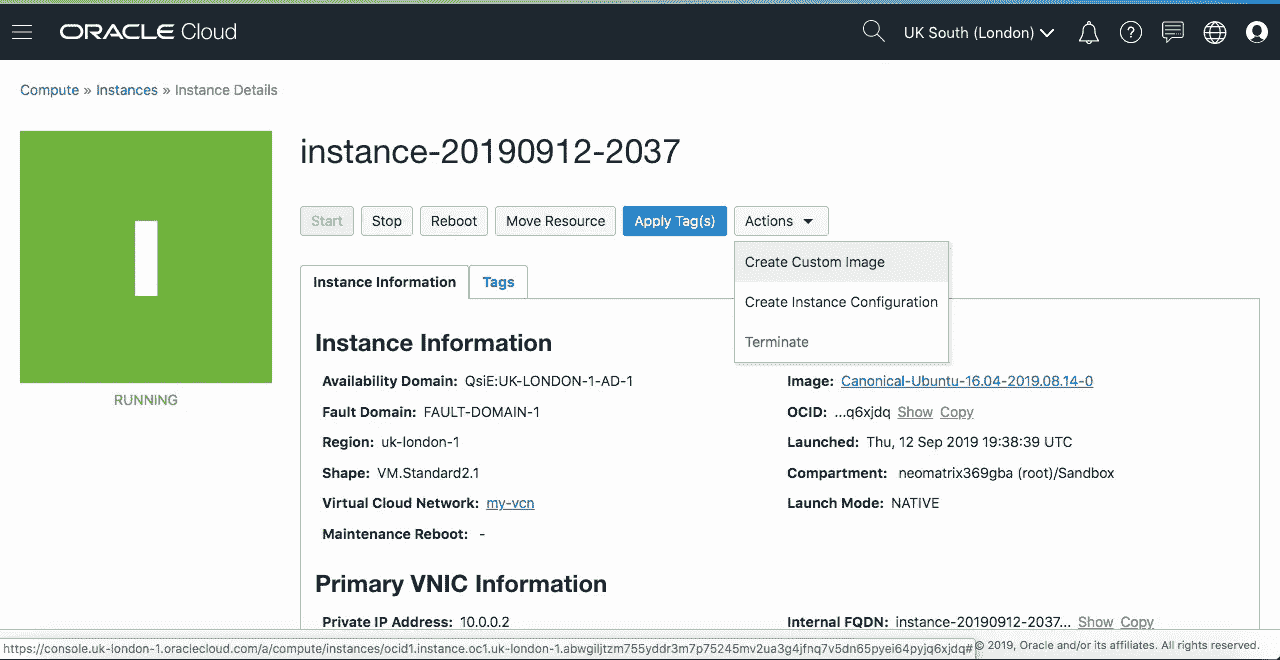 ORACLE Cloud UK South (London)
Compute » Instances » Instance Details
instance-20190912-2037
Start Stop Reboot Move Resource Apply Tag(s) Actions
Create Custom Image
Create Instance Configuration
Terminate
Instance Information Tags
Instance Information
Availability Domain: QsiE:UK-LONDON-1-AD-1
Fault Domain: FAULT-DOMAIN-1
Region: uk-london-1
Shape: VM.Standard2.1
Virtual Cloud Network: my-vcn
Maintenance Reboot: -
Image: Canonical-Ubuntu-16.04-2019.08.14-0
OCID: ...q6xjdq Show Copy
Launched: Thu, 12 Sep 2019 19:38:39 UTC
Compartment: neomatrix369gba (root)/Sandbox
Launch Mode: NATIVE
RUNNING
Primary VNIC Information
Private IP Address: 10.0.0.2
Internal FQDN: instance-20190912-2037... Show Copy
https://console.uk-london-1.oraclecloud.com/a/compute/instances/ocid1.instance.oc1.uk-london-1.abwgiljtzm755yddr3m7p75245mv2ua3g4jfnq7v5dn65pyei64pyjq6xjdq#
© 2019, Oracle and/or its affiliates. All rights reserved.